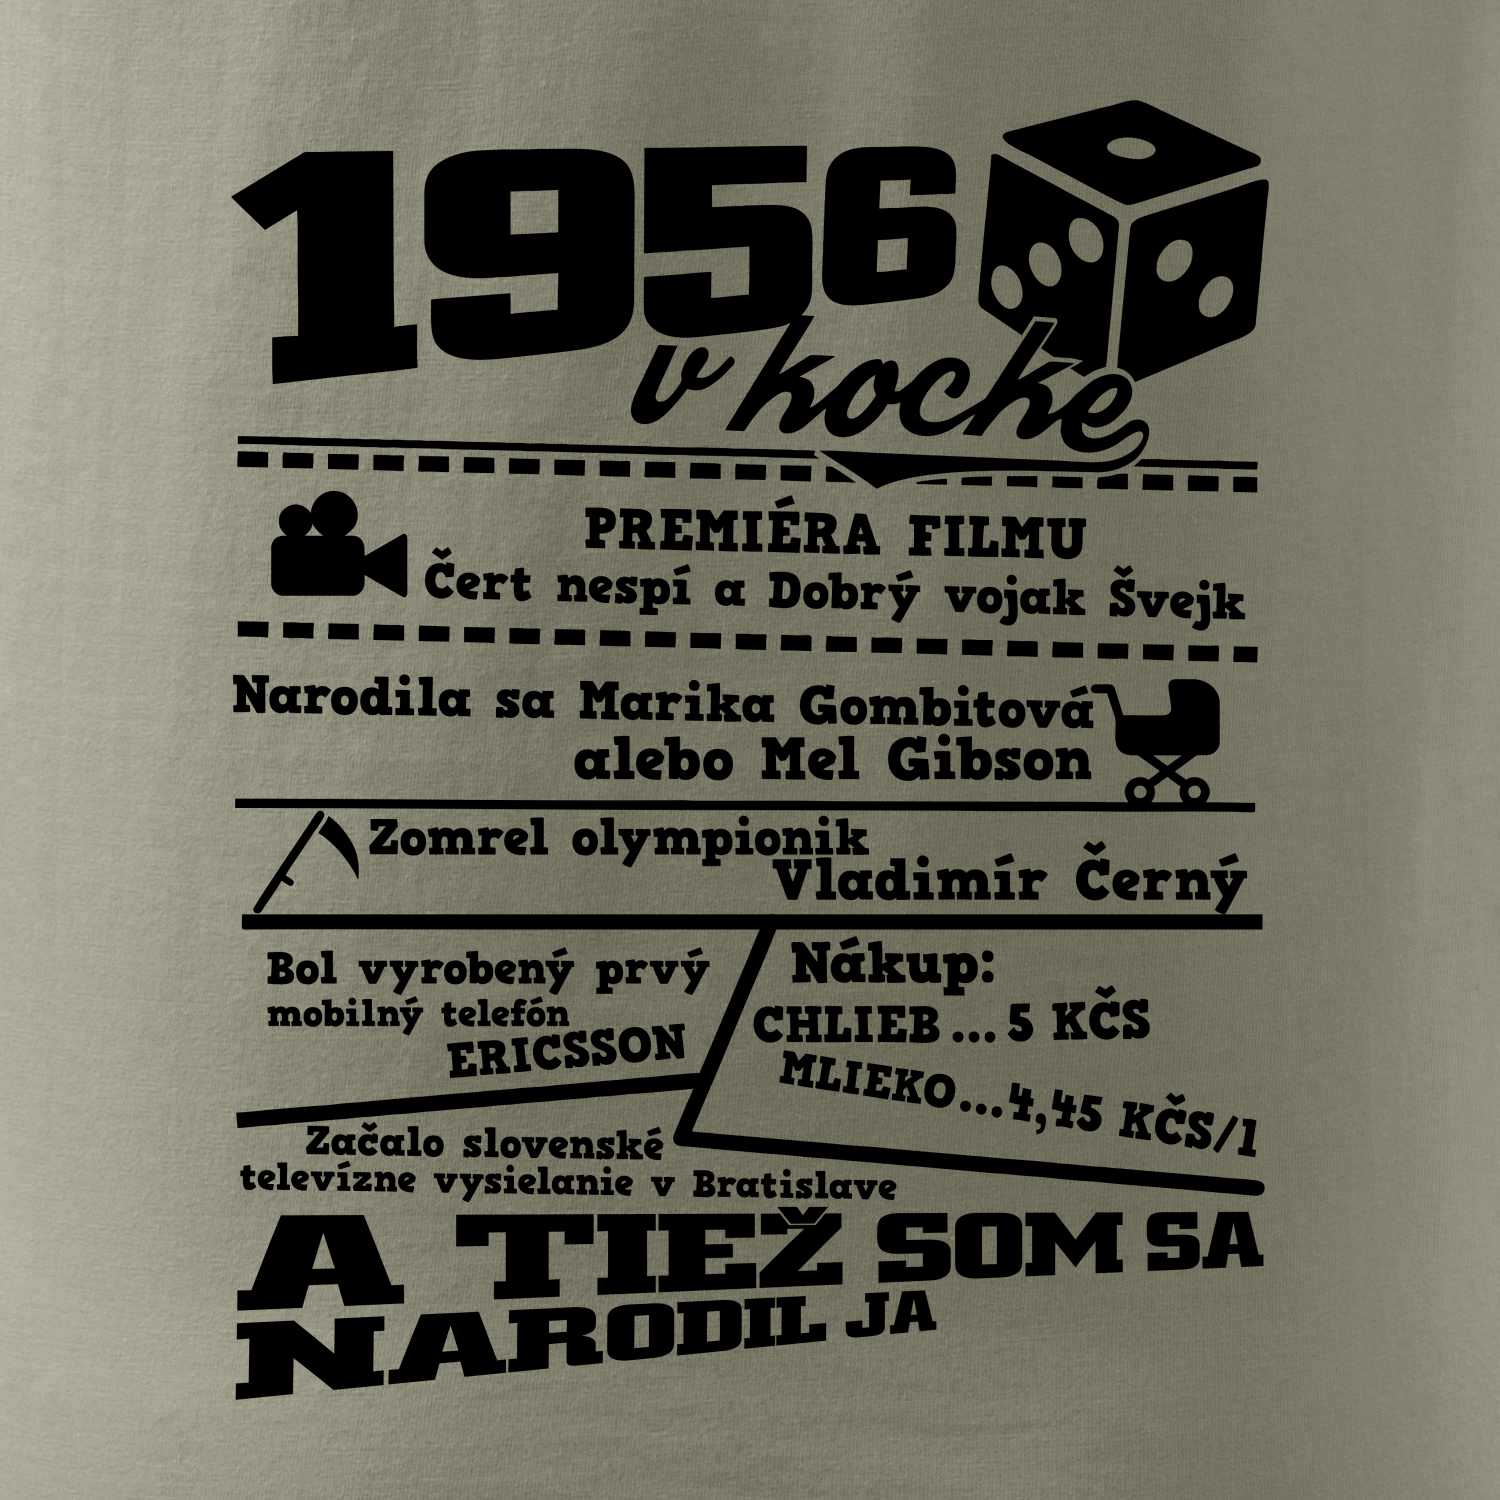 1956
v kocke
PREMIÉRA FILMU
Čert nespí a Dobrý vojak Švejk
Narodila sa Marika Gombitová
alebo Mel Gibson
Zomrel olympionik
Vladimír Černý
Bol vyrobený prvý
mobilný telefón
ERICSSON
Nákup:
CHLIEB...5 KČS
MLIEKO...4,45 KČS/l
Začalo slovenské
televízne vysielanie v Bratislave
A TIEŽ SOM SA
NARODIL JA